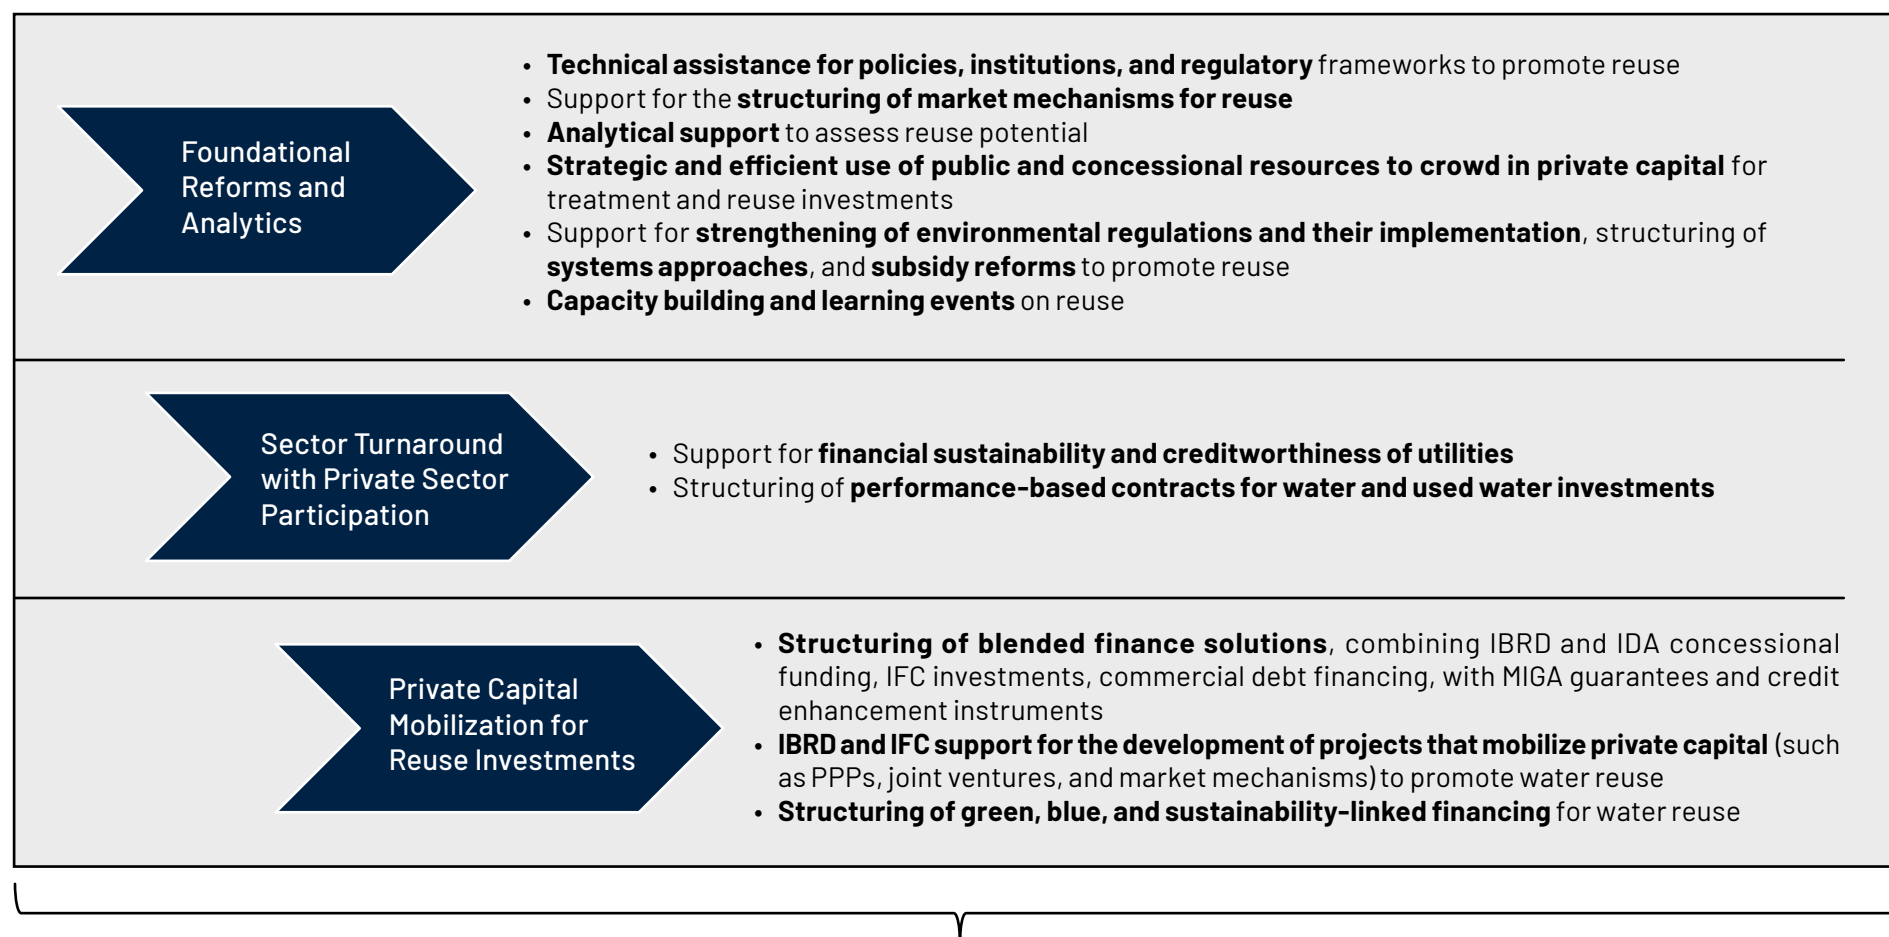 Foundational
Reforms and
Analytics
• Technical assistance for policies, institutions, and regulatory frameworks to promote reuse
• Support for the structuring of market mechanisms for reuse
• Analytical support to assess reuse potential
• Strategic and efficient use of public and concessional resources to crowd in private capital for
treatment and reuse investments
• Support for strengthening of environmental regulations and their implementation, structuring of
systems approaches, and subsidy reforms to promote reuse
• Capacity building and learning events on reuse
Sector Turnaround
with Private Sector
Participation
• Support for financial sustainability and creditworthiness of utilities
• Structuring of performance-based contracts for water and used water investments
Private Capital
Mobilization for
Reuse Investments
• Structuring of blended finance solutions, combining IBRD and IDA concessional
funding, IFC investments, commercial debt financing, with MIGA guarantees and credit
enhancement instruments
• IBRD and IFC support for the development of projects that mobilize private capital (such
as PPPs, joint ventures, and market mechanisms) to promote water reuse
• Structuring of green, blue, and sustainability-linked financing for water reuse